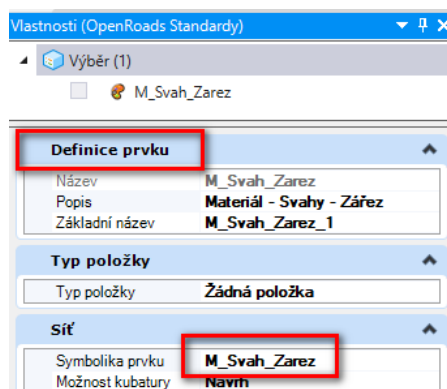 Vlastnosti (OpenRoads Standardy)
Výběr (1)
M_Svah_Zarez
Definice prvku
Název M_Svah_Zarez
Popis Materiál - Svahy - Zářez
Základní název M_Svah_Zarez_1
Typ položky
Typ položky Žádná položka
Síť
Symbolika prvku M_Svah_Zarez
Možnost kubatury Návrh